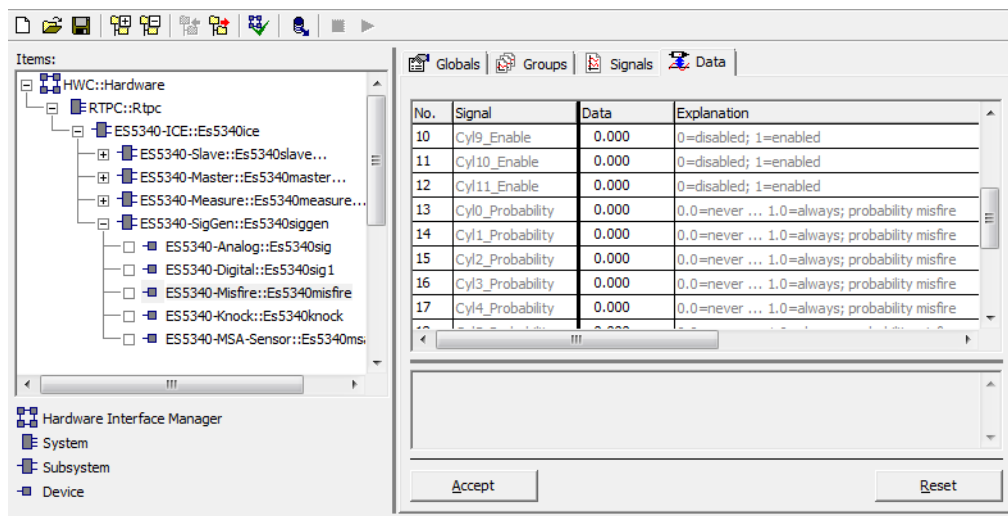 Items:
HWC::Hardware
RTPC::Rtpc
ES5340-ICE::Es5340ice
ES5340-Slave::Es5340slave...
ES5340-Master::Es5340master...
ES5340-Measure::Es5340measure...
ES5340-SigGen::Es5340siggen
ES5340-Analog::Es5340sig
ES5340-Digital::Es5340sig1
ES5340-Misfire::Es5340misfire
ES5340-Knock::Es5340knock
ES5340-MSA-Sensor::Es5340ms
Hardware Interface Manager
System
Subsystem
Device
Globals Groups Signals Data
No. Signal Data Explanation
10 Cyl9_Enable 0.000 0=disabled; 1=enabled
11 Cyl10_Enable 0.000 0=disabled; 1=enabled
12 Cyl11_Enable 0.000 0=disabled; 1=enabled
13 Cyl0_Probability 0.000 0.0=never ... 1.0=always; probability misfire
14 Cyl1_Probability 0.000 0.0=never ... 1.0=always; probability misfire
15 Cyl2_Probability 0.000 0.0=never ... 1.0=always; probability misfire
16 Cyl3_Probability 0.000 0.0=never ... 1.0=always; probability misfire
17 Cyl4_Probability 0.000 0.0=never ... 1.0=always; probability misfire
Accept Reset